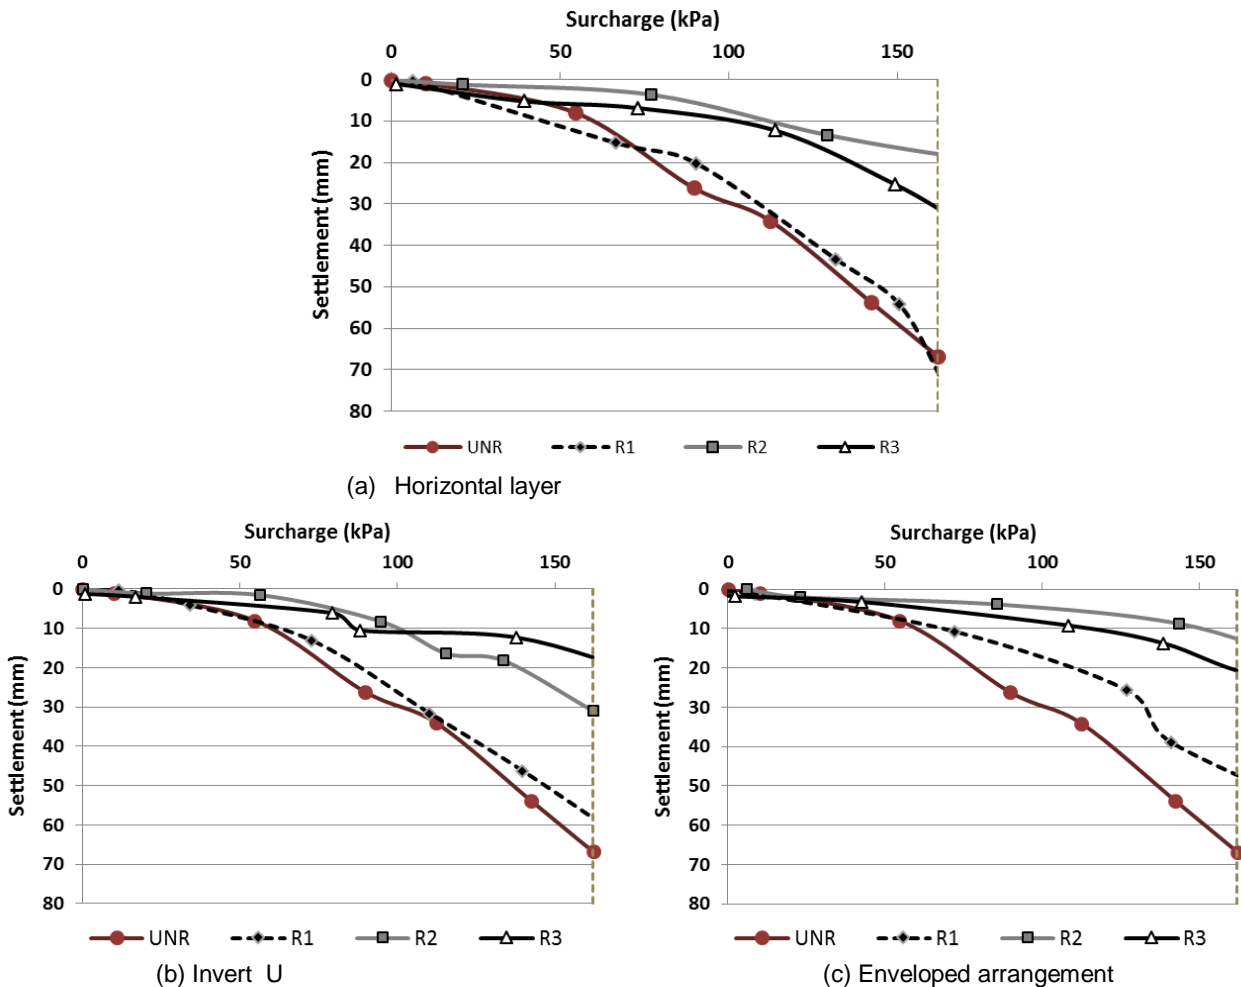 Surcharge (kPa)
0 50 100 150
Settlement (mm)
0
10
20
30
40
50
60
70
80
UNR R1 R2 R3
(a) Horizontal layer
Surcharge (kPa)
0 50 100 150
Settlement (mm)
0
10
20
30
40
50
60
70
80
UNR R1 R2 R3
(b) Invert U
Surcharge (kPa)
0 50 100 150
Settlement (mm)
0
10
20
30
40
50
60
70
80
UNR R1 R2 R3
(c) Enveloped arrangement